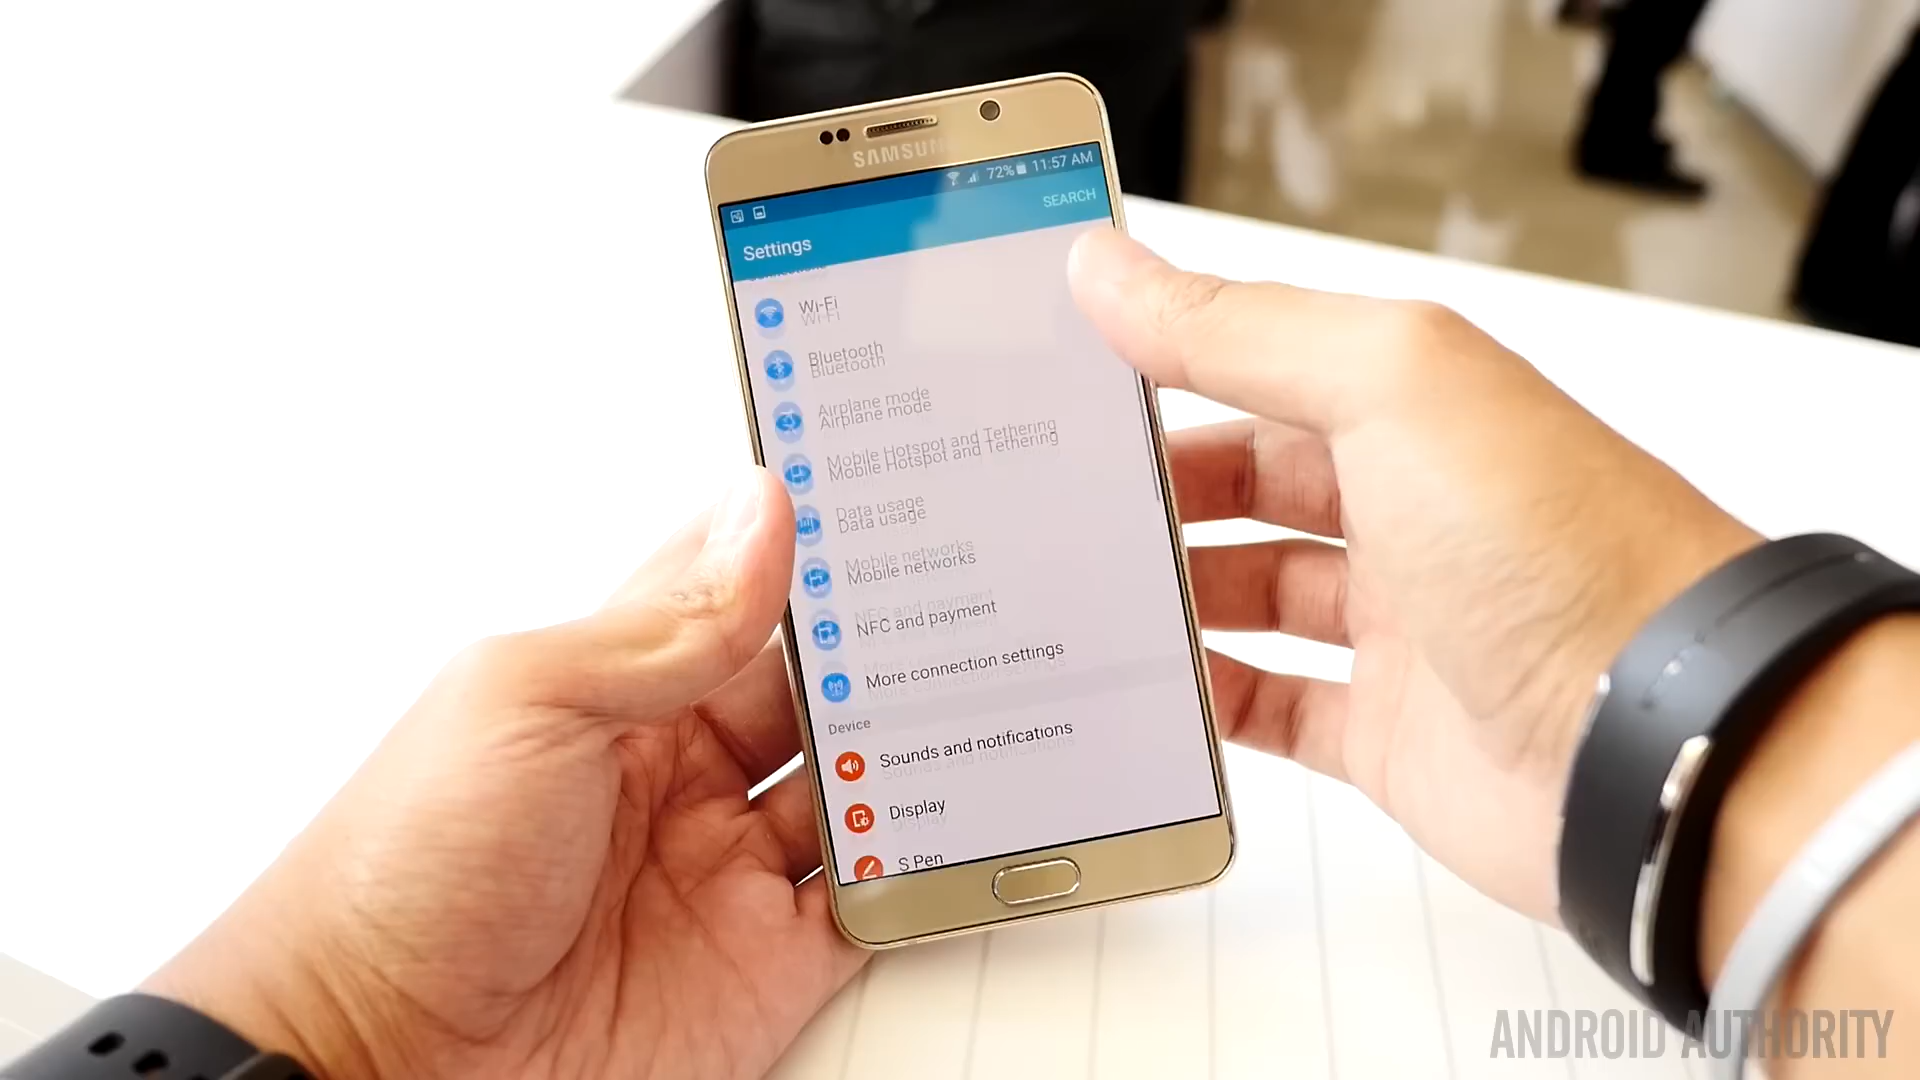 SAMSUNG
72% 11:57 AM
SEARCH
Settings
Wi-Fi
Bluetooth
Airplane mode
Mobile Hotspot and Tethering
Data usage
Mobile networks
NFC and payment
More connection settings
Device
Sounds and notifications
Display
S Pen
ANDROID AUTHORITY